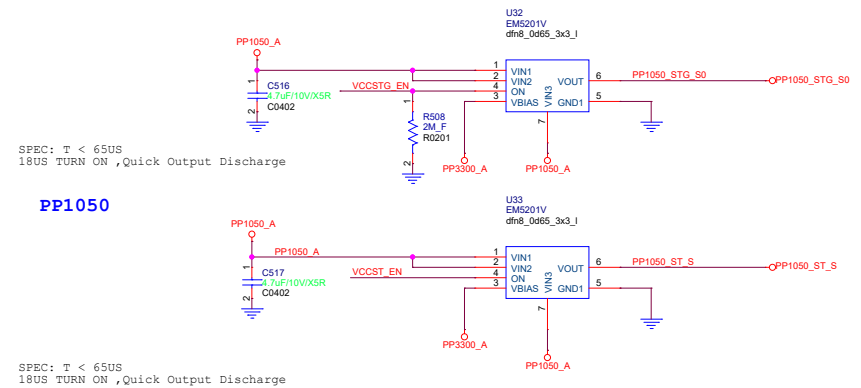 U32
EM5201V
dfn8_0d65_3x3_l
PP1050_A
1
VIN1
2
VIN2
VOUT
6
PP1050_STG_S0
PP1050_STG_S0
VCCSTG_EN
4
ON
3
VBIAS
VIN3
GND1
5
7
1
C516
4.7uF/10V/X5R
2
C0402
1
R508
2M_F
R0201
2
PP3300_A
PP1050_A
SPEC: T < 65US
18US TURN ON ,Quick Output Discharge
PP1050
U33
EM5201V
dfn8_0d65_3x3_l
PP1050_A
PP1050_A
1
VIN1
2
VIN2
VOUT
6
PP1050_ST_S
PP1050_ST_S
VCCST_EN
4
ON
3
VBIAS
VIN3
GND1
5
7
1
C517
4.7uF/10V/X5R
2
C0402
PP3300_A
PP1050_A
SPEC: T < 65US
18US TURN ON ,Quick Output Discharge